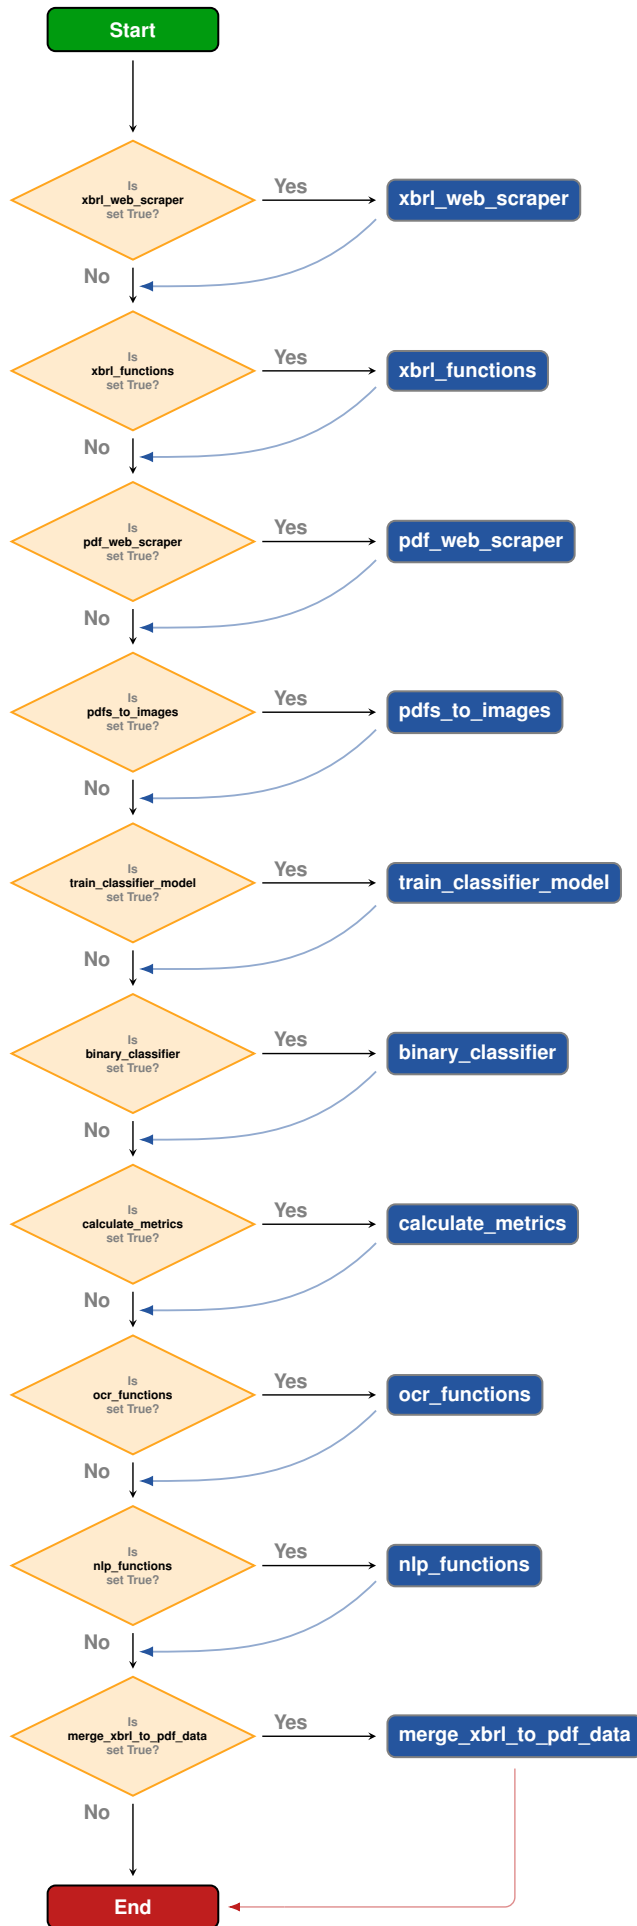 Start
Is
xbrl_web_scraper
set True?
Yes
xbrl_web_scraper
No
Is
xbrl_functions
set True?
Yes
xbrl_functions
No
Is
pdf_web_scraper
set True?
Yes
pdf_web_scraper
No
Is
pdfs_to_images
set True?
Yes
pdfs_to_images
No
Is
train_classifier_model
set True?
Yes
train_classifier_model
No
Is
binary_classifier
set True?
Yes
binary_classifier
No
Is
calculate_metrics
set True?
Yes
calculate_metrics
No
Is
ocr_functions
set True?
Yes
ocr_functions
No
Is
nlp_functions
set True?
Yes
nlp_functions
No
Is
merge_xbrl_to_pdf_data
set True?
Yes
merge_xbrl_to_pdf_data
No
End